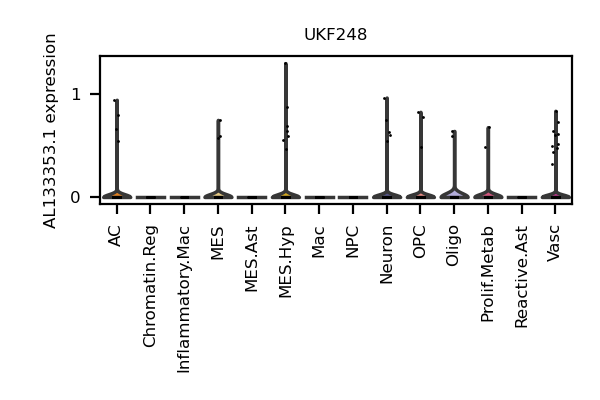 UKF248
AL133353.1 expression
1
0
AC
Chromatin.Reg
Inflammatory.Mac
MES
MES.Ast
MES.Hyp
Mac
NPC
Neuron
OPC
Oligo
Prolif.Metab
Reactive.Ast
Vasc